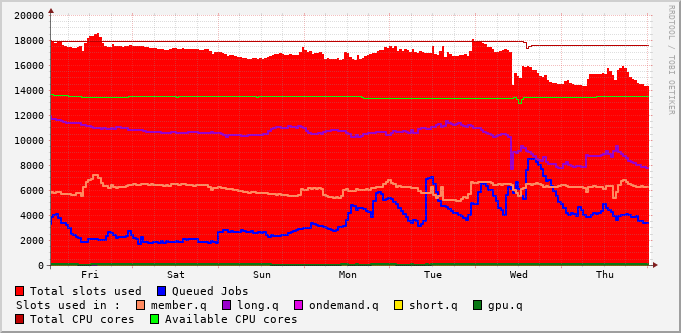 20000
18000
16000
14000
12000
10000
8000
6000
4000
2000
0
Fri Sat Sun Mon Tue Wed Thu
RRDTOOL / TOBI OETIKER
Total slots used Queued Jobs
Slots used in : member.q long.q ondemand.q short.q gpu.q
Total CPU cores Available CPU cores